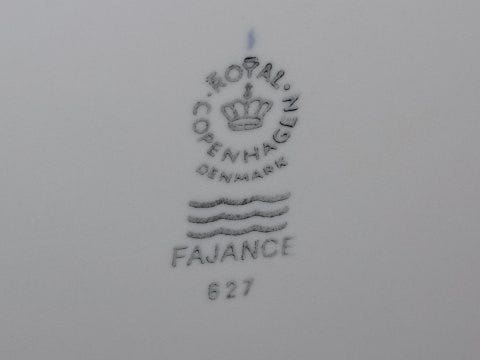 ROYAL
COPENHAGEN
DENMARK
FAJANCE
627